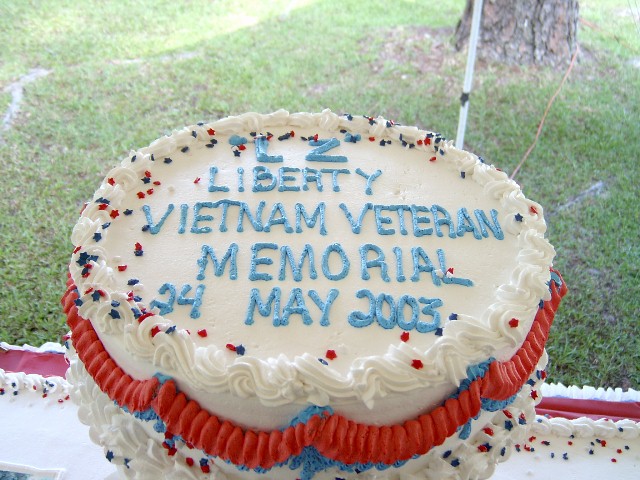 LZ
LIBERTY
VIETNAM VETERAN
MEMORIAL
24 MAY 2003